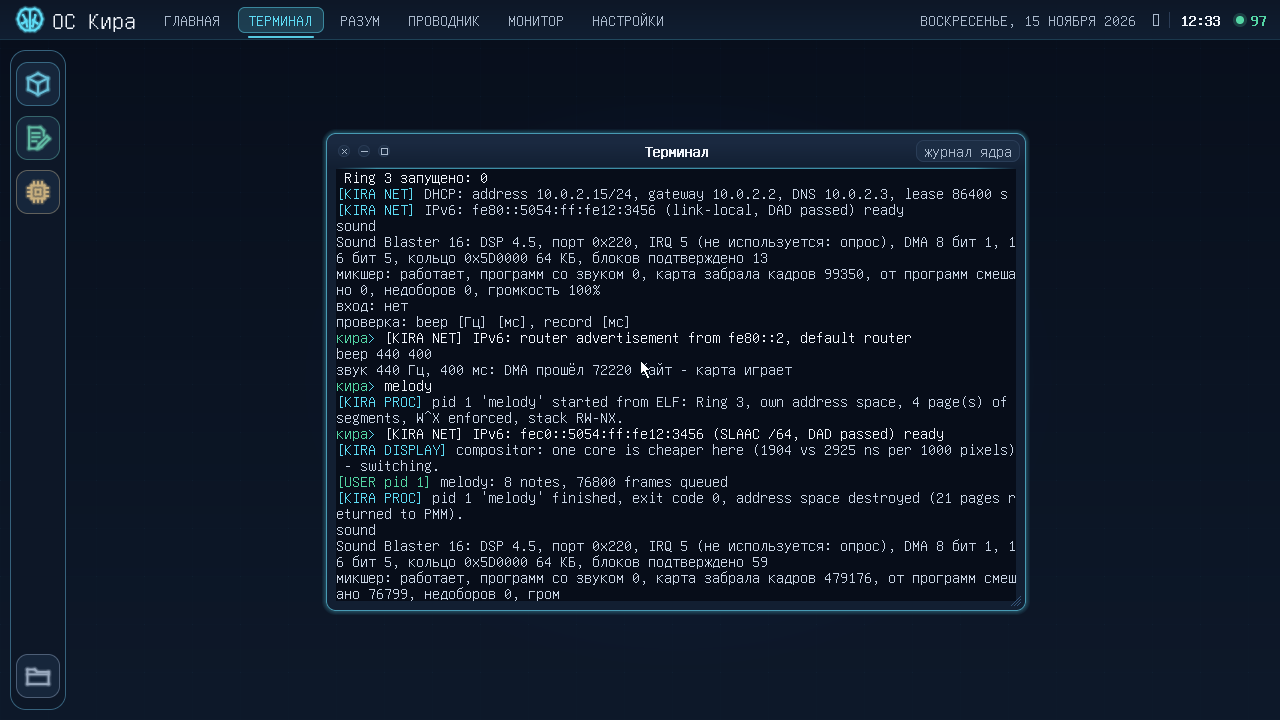 ОС Кира
ГЛАВНАЯ
ТЕРМИНАЛ
РАЗУМ
ПРОВОДНИК
МОНИТОР
НАСТРОЙКИ
ВОСКРЕСЕНЬЕ, 15 НОЯБРЯ 2026
12:33
97
Терминал
журнал ядра
Ring 3 запущено: 0
[KIRA NET] DHCP: address 10.0.2.15/24, gateway 10.0.2.2, DNS 10.0.2.3, lease 86400 s
[KIRA NET] IPv6: fe80::5054:ff:fe12:3456 (link-local, DAD passed) ready
sound
Sound Blaster 16: DSP 4.5, порт 0x220, IRQ 5 (не используется: опрос), DMA 8 бит 1, 1
6 бит 5, кольцо 0x5D0000 64 КБ, блоков подтверждено 13
микшер: работает, программ со звуком 0, карта забрала кадров 99350, от программ смеша
но 0, недоборов 0, громкость 100%
вход: нет
проверка: beep [Гц] [мс], record [мс]
кира> [KIRA NET] IPv6: router advertisement from fe80::2, default router
beep 440 400
звук 440 Гц, 400 мс: DMA прошёл 72220 байт - карта играет
кира> melody
[KIRA PROC] pid 1 'melody' started from ELF: Ring 3, own address space, 4 page(s) of
segments, W^X enforced, stack RW-NX.
кира> [KIRA NET] IPv6: fec0::5054:ff:fe12:3456 (SLAAC /64, DAD passed) ready
[KIRA DISPLAY] compositor: one core is cheaper here (1904 vs 2925 ns per 1000 pixels)
- switching.
[USER pid 1] melody: 8 notes, 76800 frames queued
[KIRA PROC] pid 1 'melody' finished, exit code 0, address space destroyed (21 pages r
eturned to PMM).
sound
Sound Blaster 16: DSP 4.5, порт 0x220, IRQ 5 (не используется: опрос), DMA 8 бит 1, 1
6 бит 5, кольцо 0x5D0000 64 КБ, блоков подтверждено 59
микшер: работает, программ со звуком 0, карта забрала кадров 479176, от программ смеш
ано 76799, недоборов 0, гром